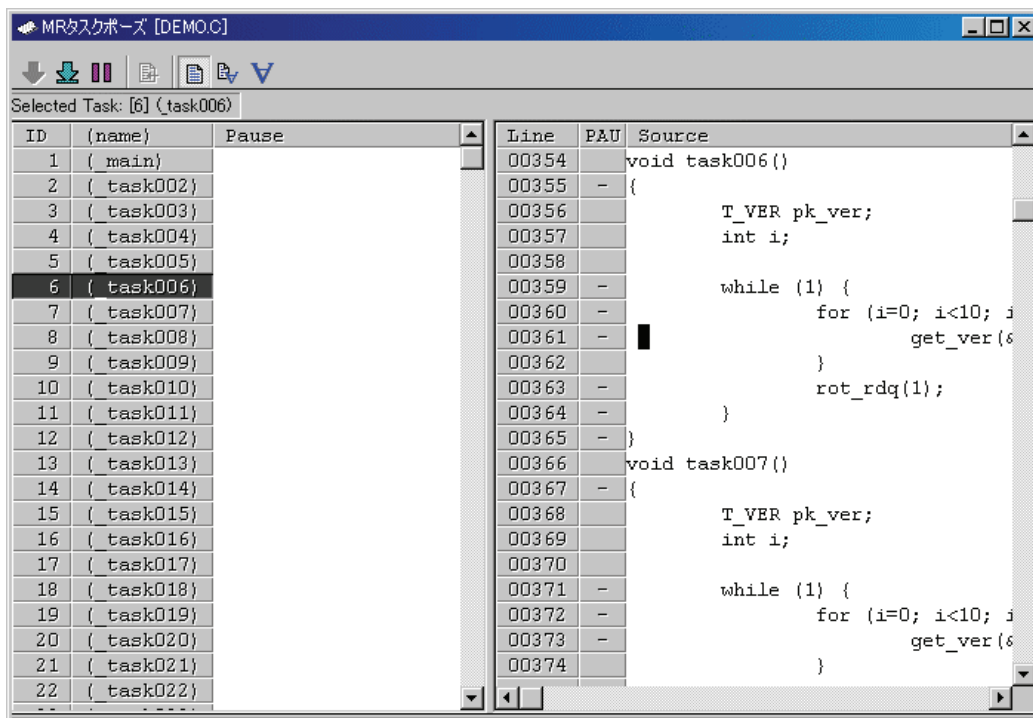 MRタスクポーズ [DEMO.C]
Selected Task: [6] (_task006)
ID (name) Pause
1 (_main)
2 (_task002)
3 (_task003)
4 (_task004)
5 (_task005)
6 (_task006)
7 (_task007)
8 (_task008)
9 (_task009)
10 (_task010)
11 (_task011)
12 (_task012)
13 (_task013)
14 (_task014)
15 (_task015)
16 (_task016)
17 (_task017)
18 (_task018)
19 (_task019)
20 (_task020)
21 (_task021)
22 (_task022)
Line PAU Source
00354 void task006()
00355 - {
00356 T_VER pk_ver;
00357 int i;
00358
00359 - while (1) {
00360 - for (i=0; i<10; i
00361 - get_ver(&
00362 }
00363 - rot_rdq(1);
00364 - }
00365 - }
00366 void task007()
00367 - {
00368 T_VER pk_ver;
00369 int i;
00370
00371 - while (1) {
00372 - for (i=0; i<10; i
00373 - get_ver(&
00374 }